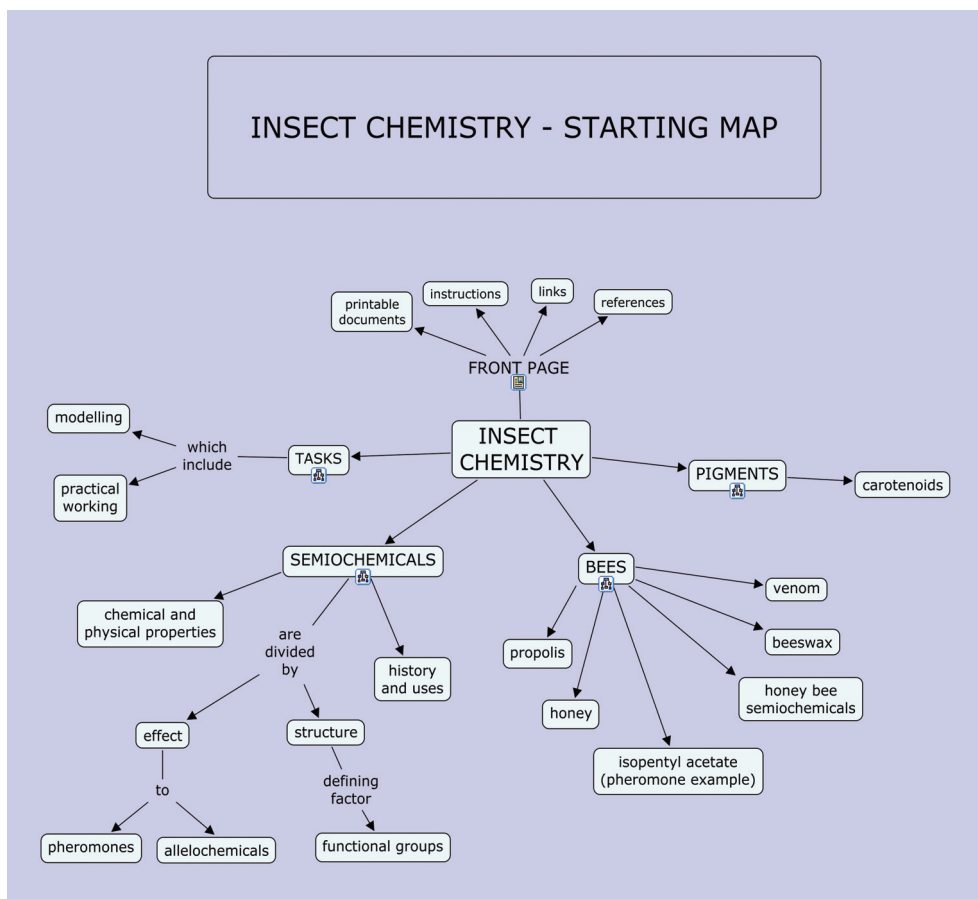 INSECT CHEMISTRY - STARTING MAP
printable
documents
instructions
links
references
FRONT PAGE
INSECT
CHEMISTRY
TASKS
which
include
modelling
practical
working
PIGMENTS
carotenoids
SEMIOCHEMICALS
chemical and
physical properties
are
divided
by
history
and uses
effect
structure
to
defining
factor
pheromones
allelochemicals
functional groups
BEES
venom
beeswax
propolis
honey bee
semiochemicals
honey
isopentyl acetate
(pheromone example)